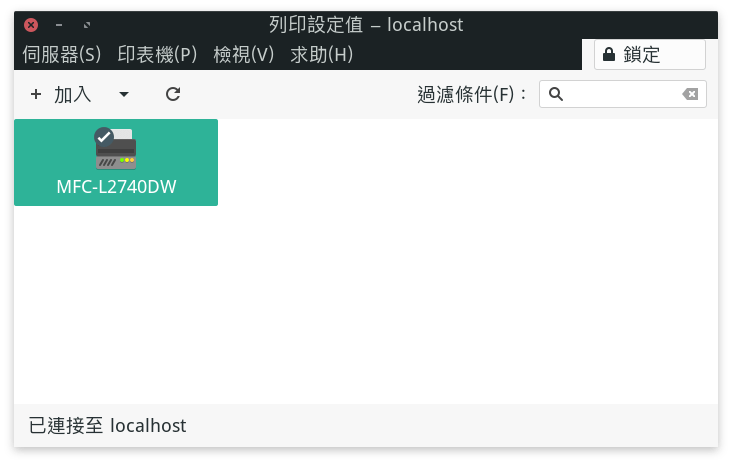 列印設定值 – localhost
伺服器(S) 印表機(P) 檢視(V) 求助(H) 鎖定
+ 加入 過濾條件(F)：
MFC-L2740DW
已連接至 localhost